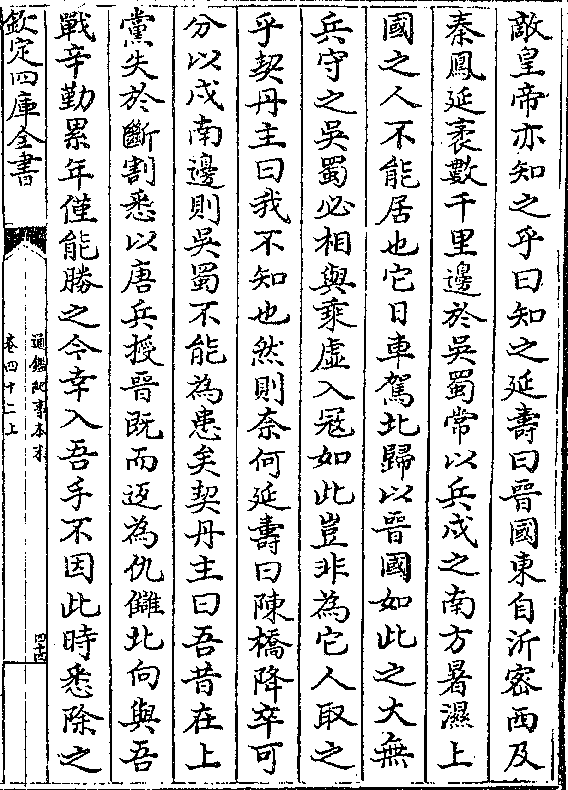 敵皇帝亦知之乎曰知之延壽曰晉國東自沂密西及
秦鳳延袤數千里邊於吳蜀常以兵戍之南方暑濕上
國之人不能居也它日車駕北歸以晉國如此之大無
兵守之吳蜀必相與乘虛入冦如此豈非為它人取之
乎契丹主曰我不知也然則奈何延壽曰陳橋降卒可
分以戍南邊則吳蜀不能為患矣契丹主曰吾昔在上
黨失於斷割悉以唐兵授晉既而返為仇讎北向與吾
戰辛勤累年僅能勝之今幸入吾手不因此時悉除之
欽定四庫全書
通鑑紀事本末
卷四十二上
四十四